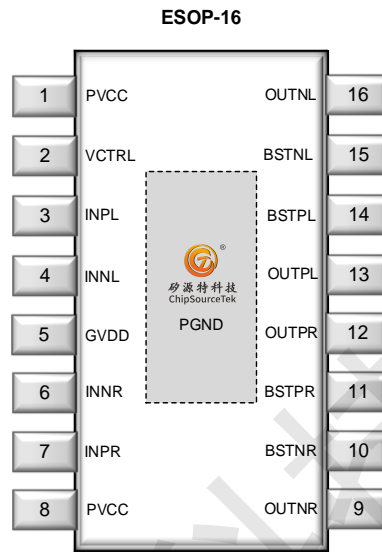 ESOP-16
1 PVCC OUTNL 16
2 VCTRL BSTNL 15
3 INPL BSTPL 14
®
4 INNL OUTPL 13
矽源特科技
ChipSourceTek
PGND
5 GVDD OUTPR 12
6 INNR BSTPR 11
7 INPR BSTNR 10
8 PVCC OUTNR 9